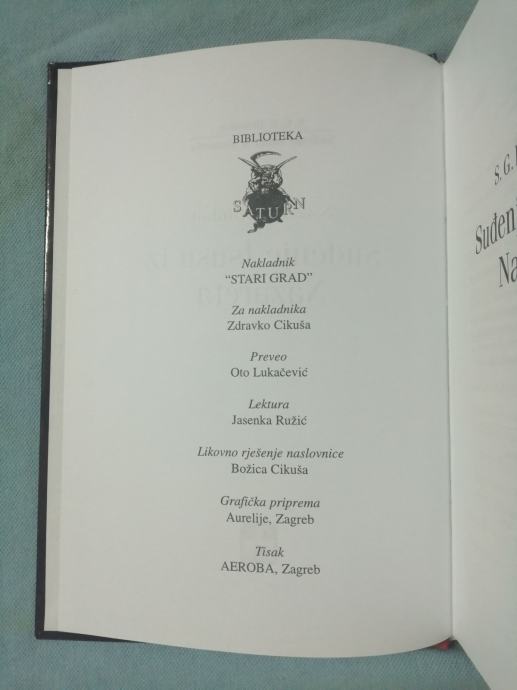 BIBLIOTEKA
SATURN
Nakladnik
“STARI GRAD”
Za nakladnika
Zdravko Cikuša
Preveo
Oto Lukačević
Lektura
Jasenka Ružić
Likovno rješenje naslovnice
Božica Cikuša
Grafička priprema
Aurelije, Zagreb
Tisak
AEROBA, Zagreb
S. G.